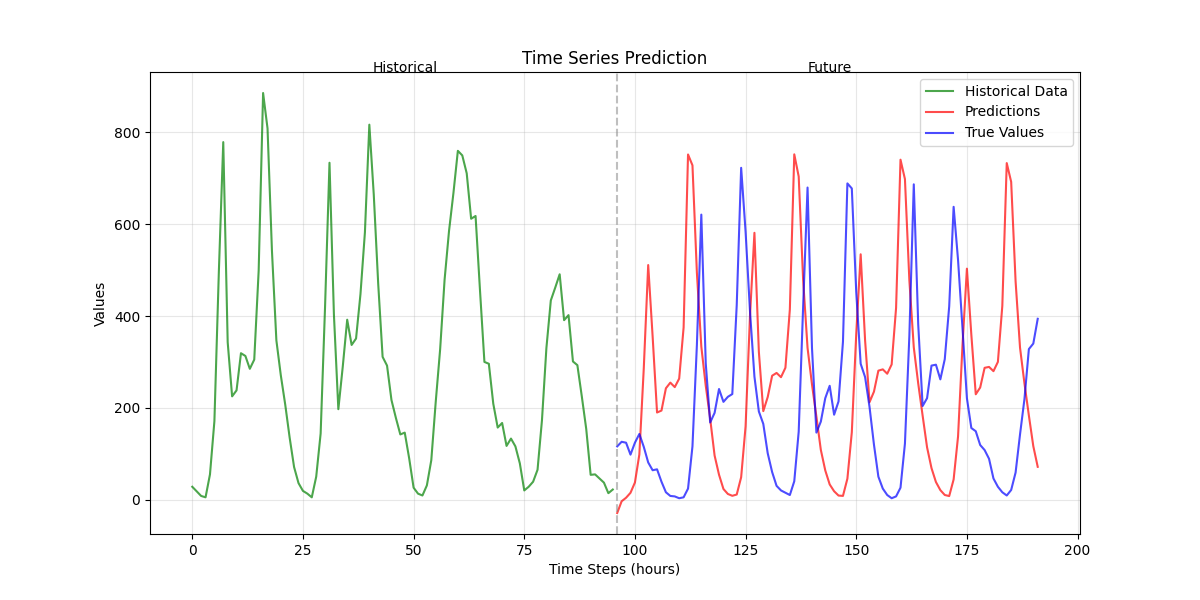 Time Series Prediction
Historical
Future
Historical Data
Predictions
True Values
Values
800
600
400
200
0
0
25
50
75
100
125
150
175
200
Time Steps (hours)